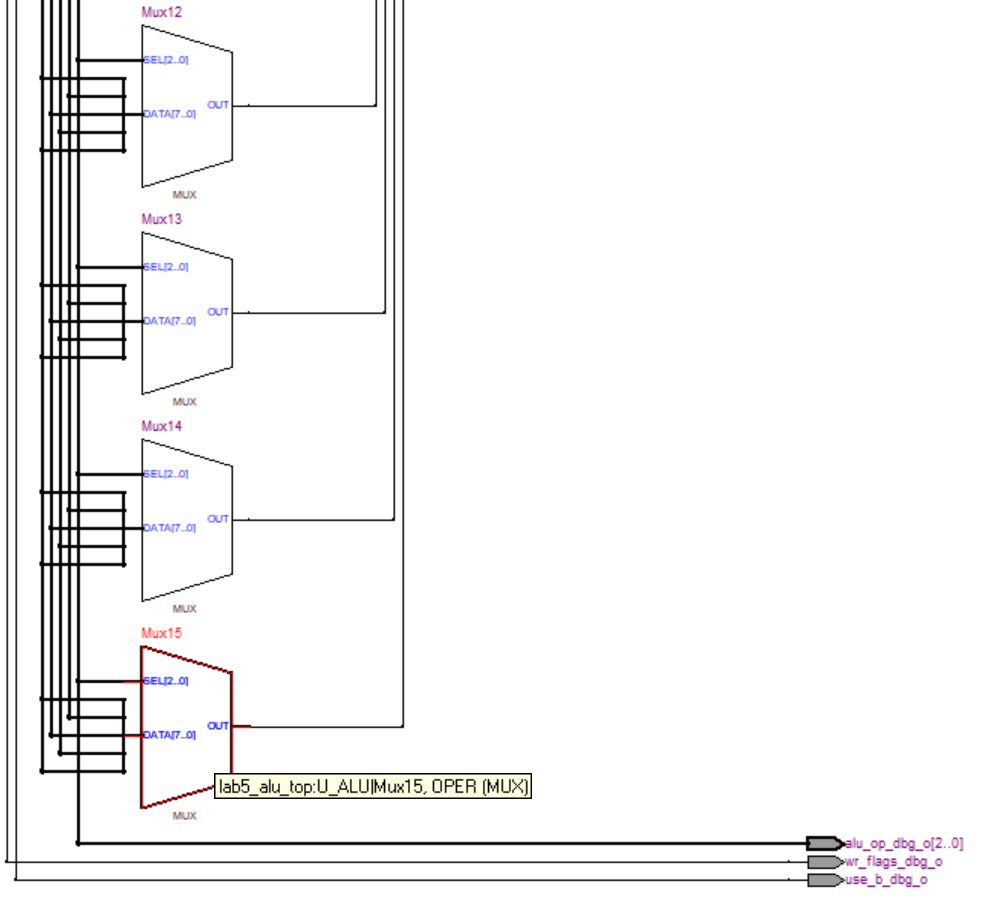 Mux12
SEL[2..0]
OUT
DATA[7..0]
MUX
Mux13
SEL[2..0]
OUT
DATA[7..0]
MUX
Mux14
SEL[2..0]
OUT
DATA[7..0]
MUX
Mux15
SEL[2..0]
OUT
DATA[7..0]
lab5_alu_top:U_ALU|Mux15, OPER (MUX)
MUX
alu_op_dbg_o[2..0]
wr_flags_dbg_o
use_b_dbg_o